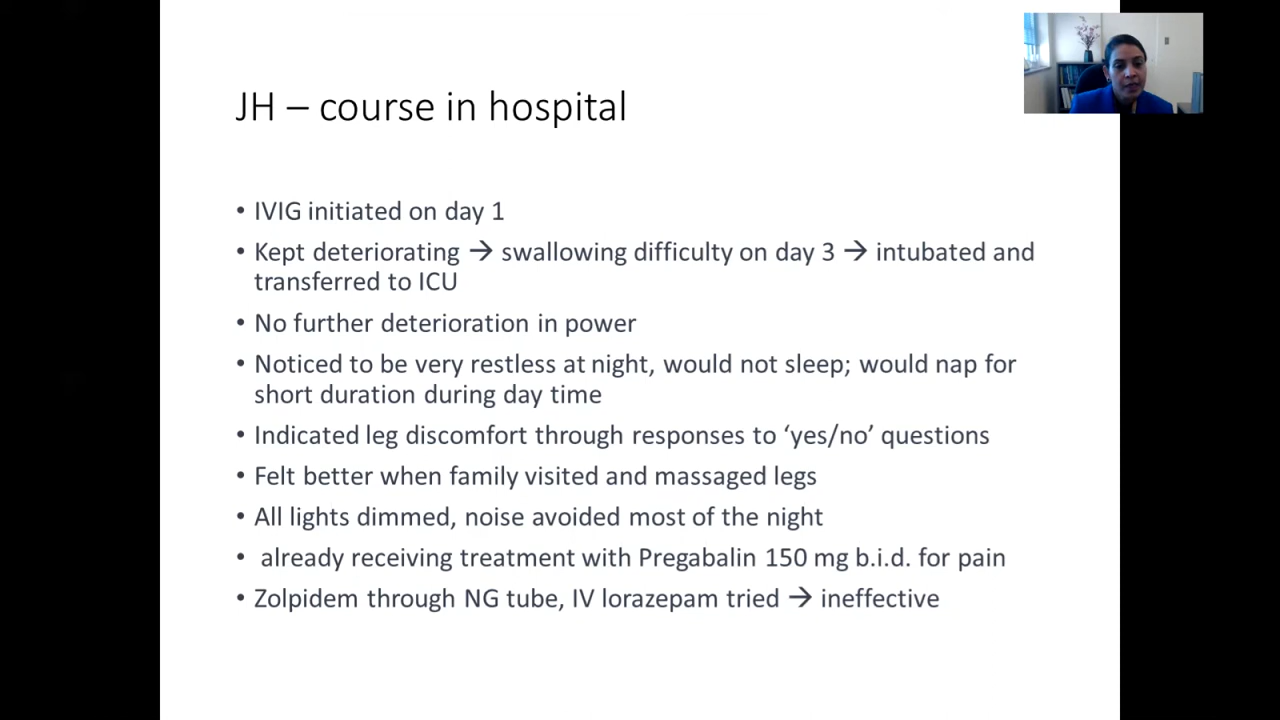 JH – course in hospital
• IVIG initiated on day 1
• Kept deteriorating → swallowing difficulty on day 3 → intubated and
transferred to ICU
• No further deterioration in power
• Noticed to be very restless at night, would not sleep; would nap for
short duration during day time
• Indicated leg discomfort through responses to ‘yes/no’ questions
• Felt better when family visited and massaged legs
• All lights dimmed, noise avoided most of the night
• already receiving treatment with Pregabalin 150 mg b.i.d. for pain
• Zolpidem through NG tube, IV lorazepam tried → ineffective